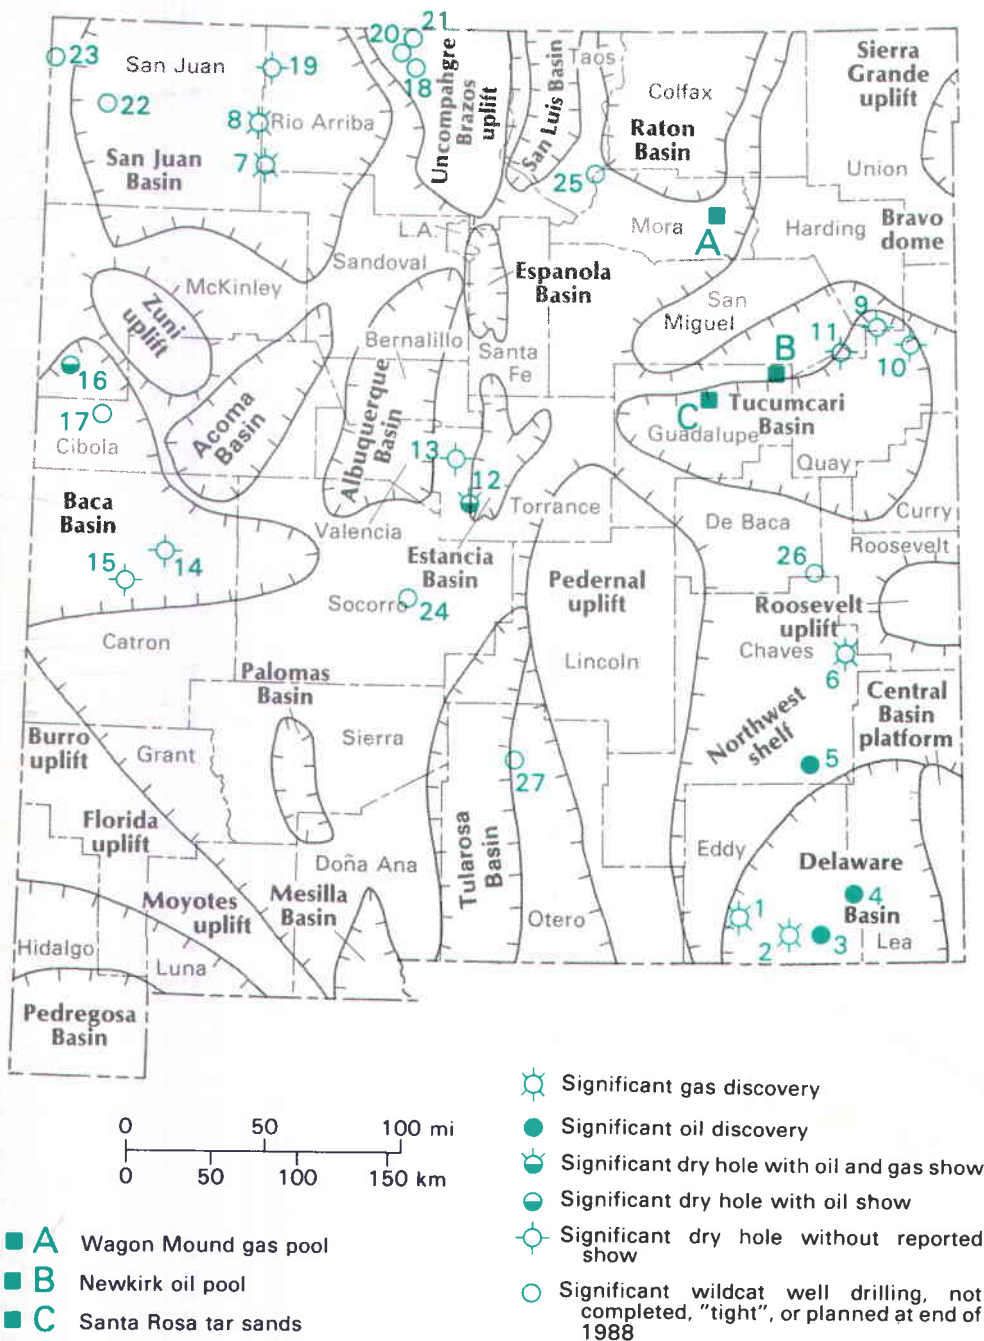 21
20
23
San Juan
19
18
Uncompahgre
Brazos
uplift
San Luis Basin
Taos
Colfax
Sierra
Grande
uplift
22
8
Rio Arriba
7
San Juan
Basin
Raton
Basin
25
Union
Mora
A
Harding
Bravo
dome
L.A.
Sandoval
McKinley
Espanola
Basin
San
Miguel
Zuni
uplift
Bernalillo
Santa
Fe
9
11
10
B
16
17
Cibola
Acoma
Basin
Albuquerque
Basin
C
Tucumcari
Basin
Guadalupe
Quay
13
12
Baca
Basin
Valencia
Torrance
De Baca
Curry
Roosevelt
15
14
Estancia
Basin
Socorro
24
Pedernal
uplift
26
Roosevelt
uplift
Catron
Lincoln
Chaves
6
Palomas
Basin
Central
Basin
platform
Northwest
shelf
Burro
uplift
Grant
Sierra
5
27
Florida
uplift
Tularosa
Basin
Doña Ana
Eddy
Delaware
Basin
4
Moyotes
uplift
Mesilla
Basin
1
2
3
Otero
Lea
Hidalgo
Luna
Pedregosa
Basin
0 50 100 mi
0 50 100 150 km
A Wagon Mound gas pool
B Newkirk oil pool
C Santa Rosa tar sands
Significant gas discovery
Significant oil discovery
Significant dry hole with oil and gas show
Significant dry hole with oil show
Significant dry hole without reported
show
Significant wildcat well drilling, not
completed, "tight", or planned at end of
1988